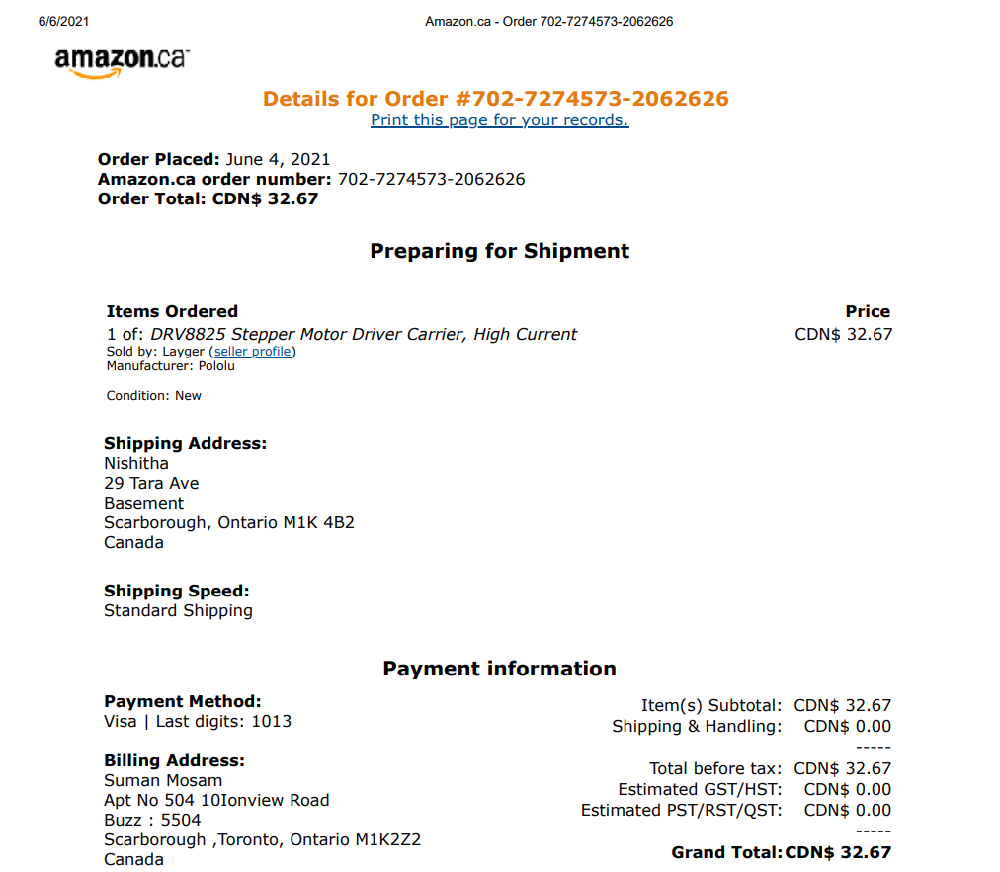 6/6/2021 Amazon.ca - Order 702-7274573-2062626
amazon.ca
Details for Order #702-7274573-2062626
Print this page for your records.
Order Placed: June 4, 2021
Amazon.ca order number: 702-7274573-2062626
Order Total: CDN$ 32.67
Preparing for Shipment
Items Ordered Price
1 of: DRV8825 Stepper Motor Driver Carrier, High Current CDN$ 32.67
Sold by: Layger (seller profile)
Manufacturer: Pololu
Condition: New
Shipping Address:
Nishitha
29 Tara Ave
Basement
Scarborough, Ontario M1K 4B2
Canada
Shipping Speed:
Standard Shipping
Payment information
Payment Method:
Visa | Last digits: 1013
Billing Address:
Suman Mosam
Apt No 504 10Ionview Road
Buzz : 5504
Scarborough ,Toronto, Ontario M1K2Z2
Canada
Item(s) Subtotal: CDN$ 32.67
Shipping & Handling: CDN$ 0.00
-----
Total before tax: CDN$ 32.67
Estimated GST/HST: CDN$ 0.00
Estimated PST/RST/QST: CDN$ 0.00
-----
Grand Total: CDN$ 32.67